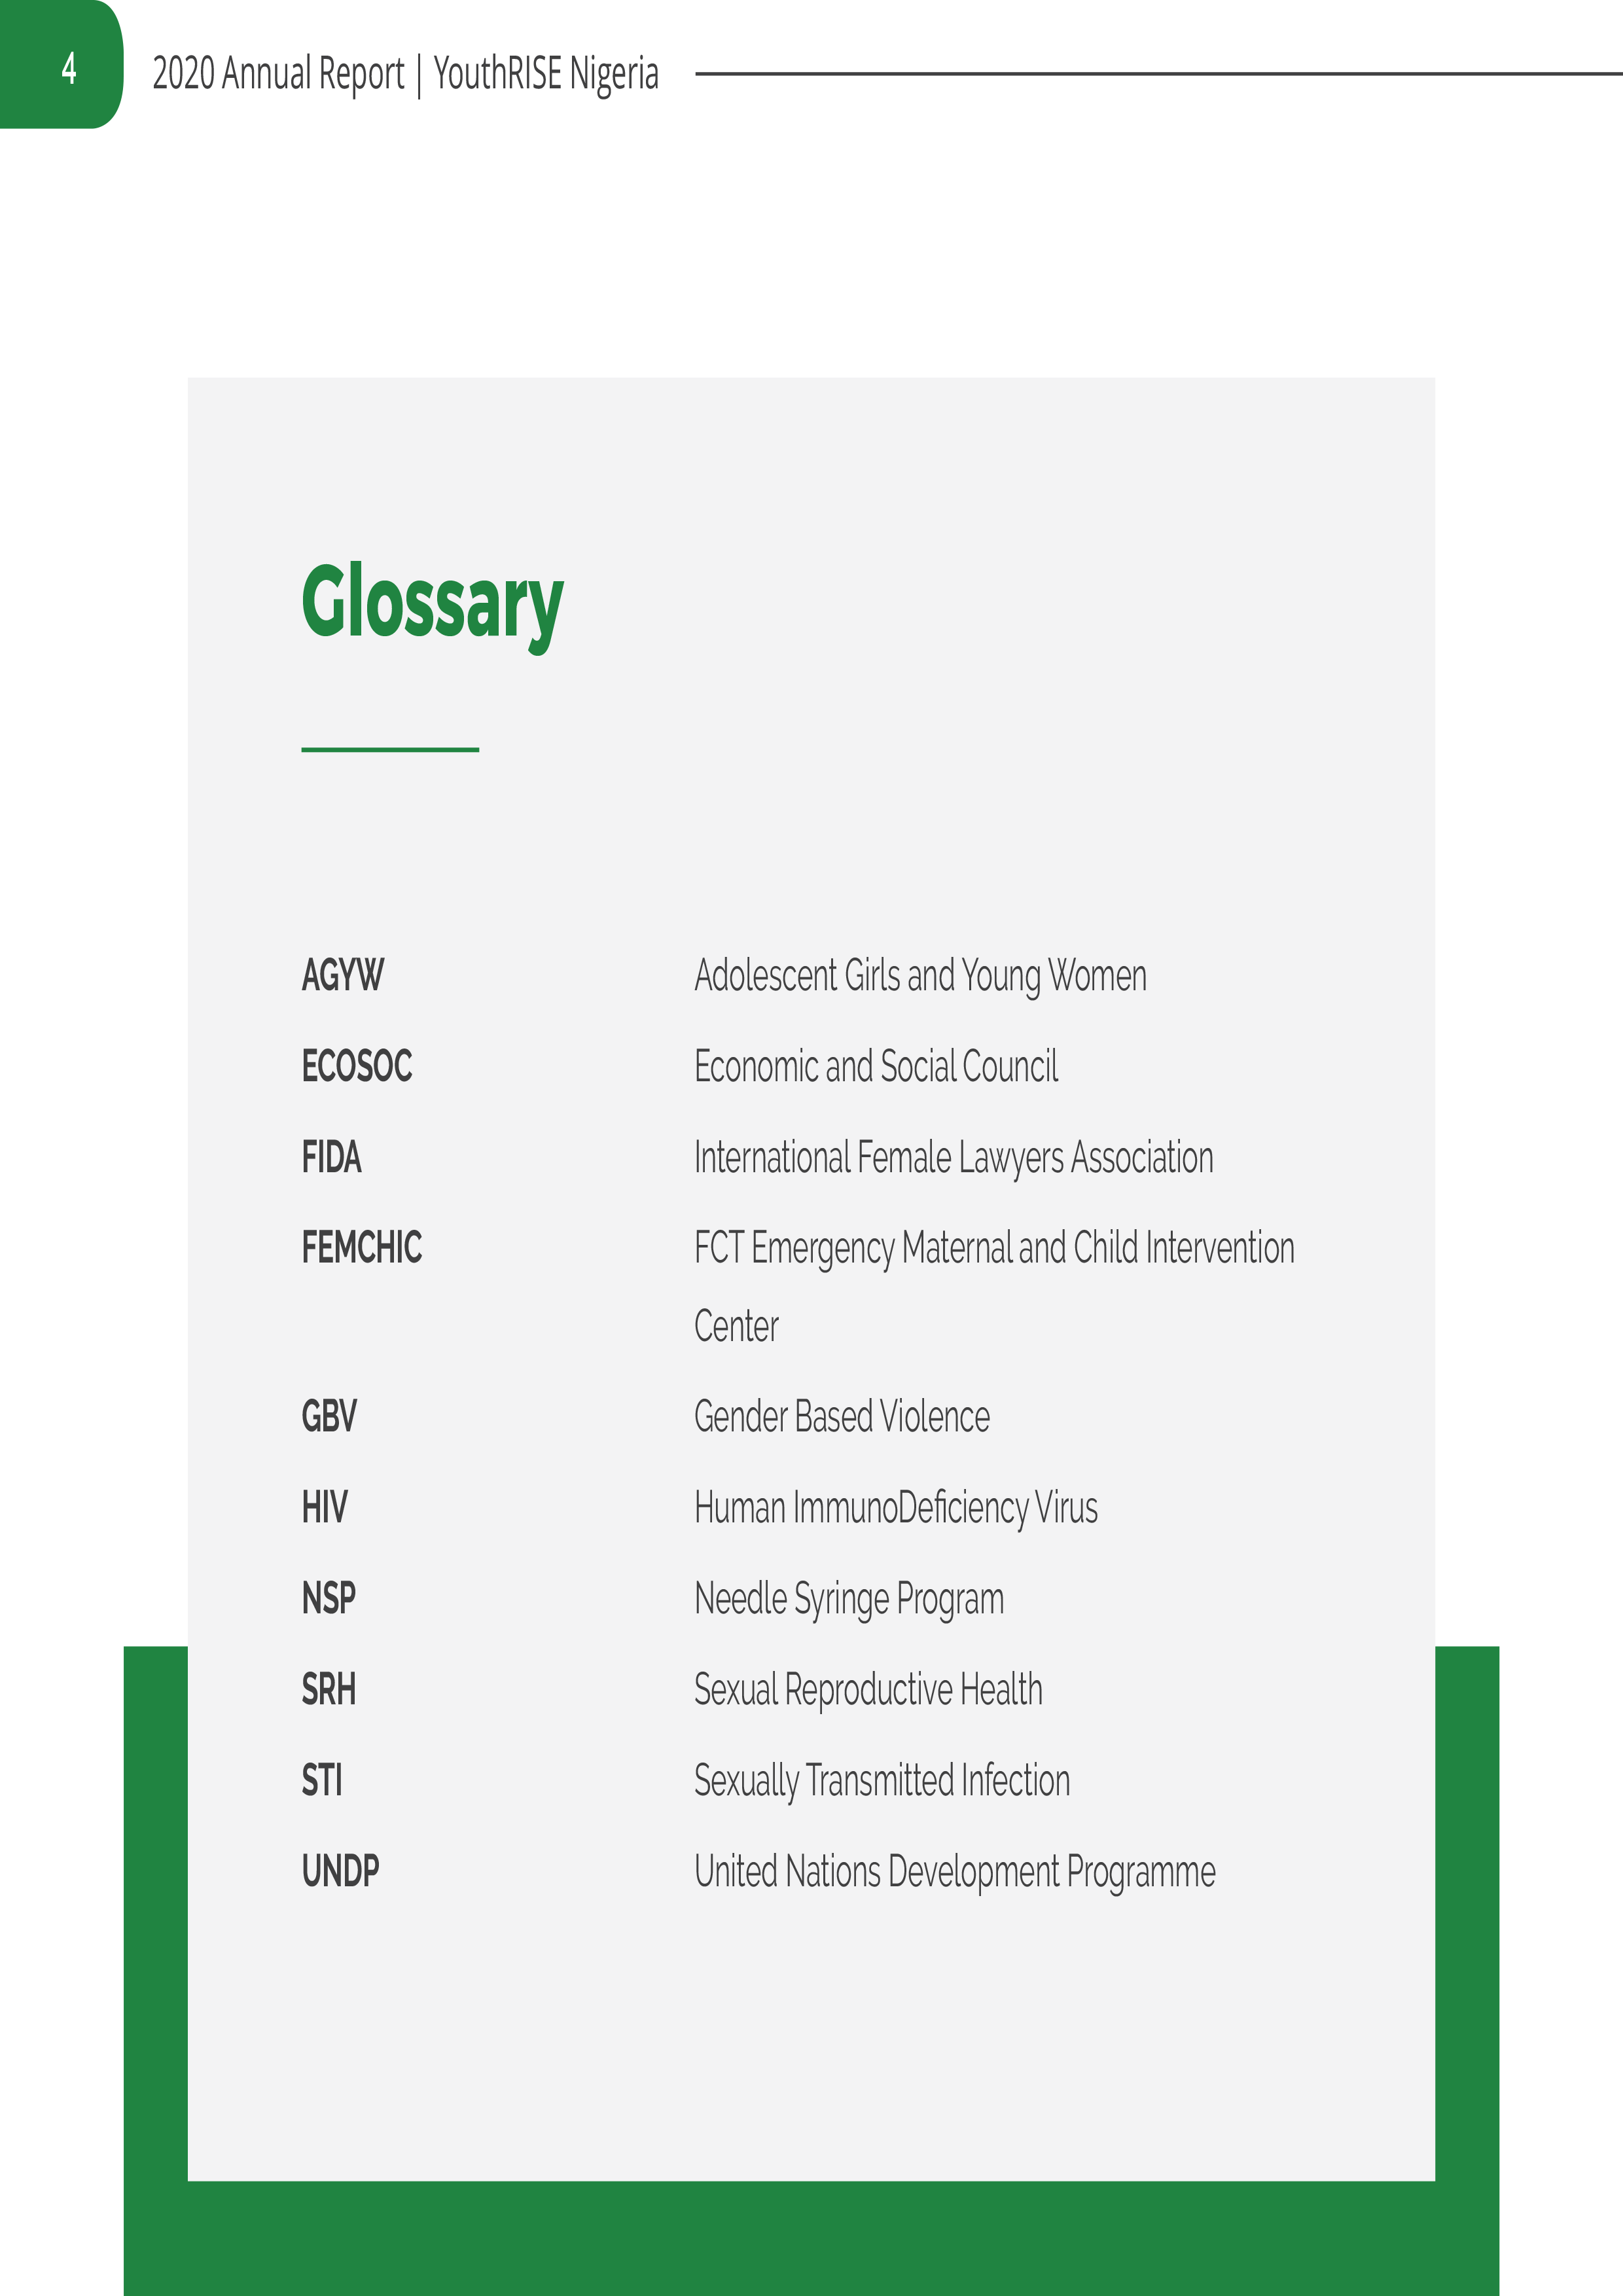 4
2020 Annual Report | YouthRISE Nigeria
Glossary
AGYW Adolescent Girls and Young Women
ECOSOC Economic and Social Council
FIDA International Female Lawyers Association
FEMCHIC FCT Emergency Maternal and Child Intervention
Center
GBV Gender Based Violence
HIV Human ImmunoDeficiency Virus
NSP Needle Syringe Program
SRH Sexual Reproductive Health
STI Sexually Transmitted Infection
UNDP United Nations Development Programme